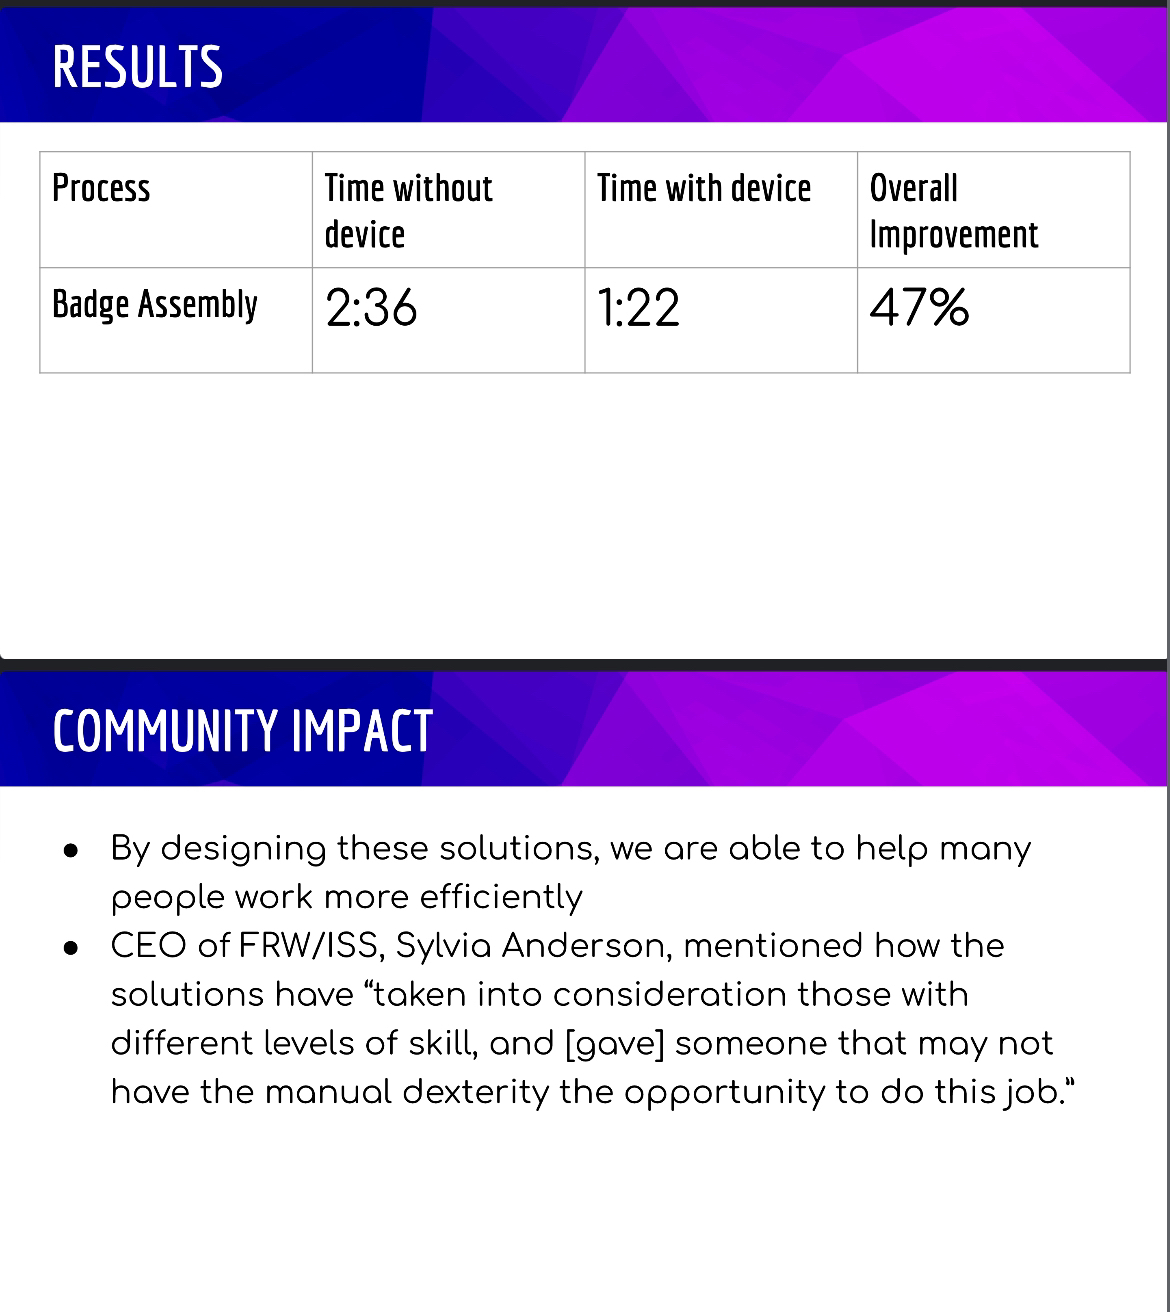 RESULTS
Process
Time without
device
Time with device
Overall
Improvement
Badge Assembly
2:36
1:22
47%
COMMUNITY IMPACT
● By designing these solutions, we are able to help many
people work more efficiently
● CEO of FRW/ISS, Sylvia Anderson, mentioned how the
solutions have “taken into consideration those with
different levels of skill, and [gave] someone that may not
have the manual dexterity the opportunity to do this job.”